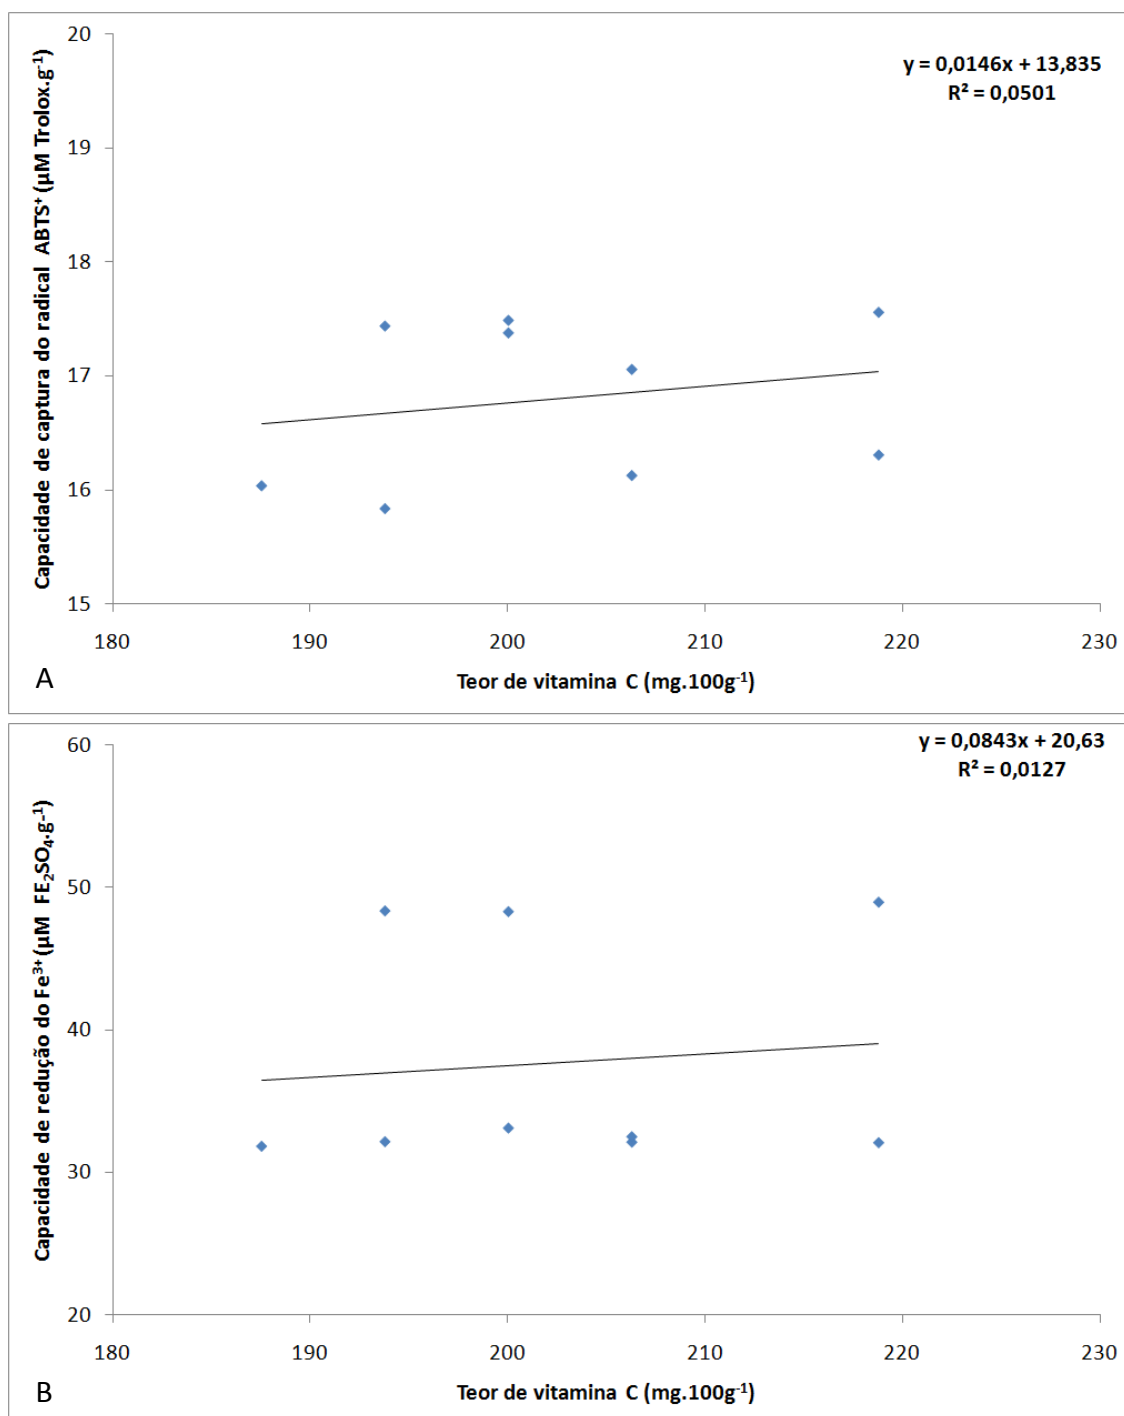 20
19
18
17
16
15
Capacidade de captura do radical ABTS⁺ (µM Trolox.g⁻¹)
y = 0,0146x + 13,835
R² = 0,0501
180 190 200 210 220 230
Teor de vitamina C (mg.100g⁻¹)
A
60
50
40
30
20
Capacidade de redução do Fe³⁺ (µM FE₂SO₄.g-¹)
y = 0,0843x + 20,63
R² = 0,0127
180 190 200 210 220 230
Teor de vitamina C (mg.100g⁻¹)
B